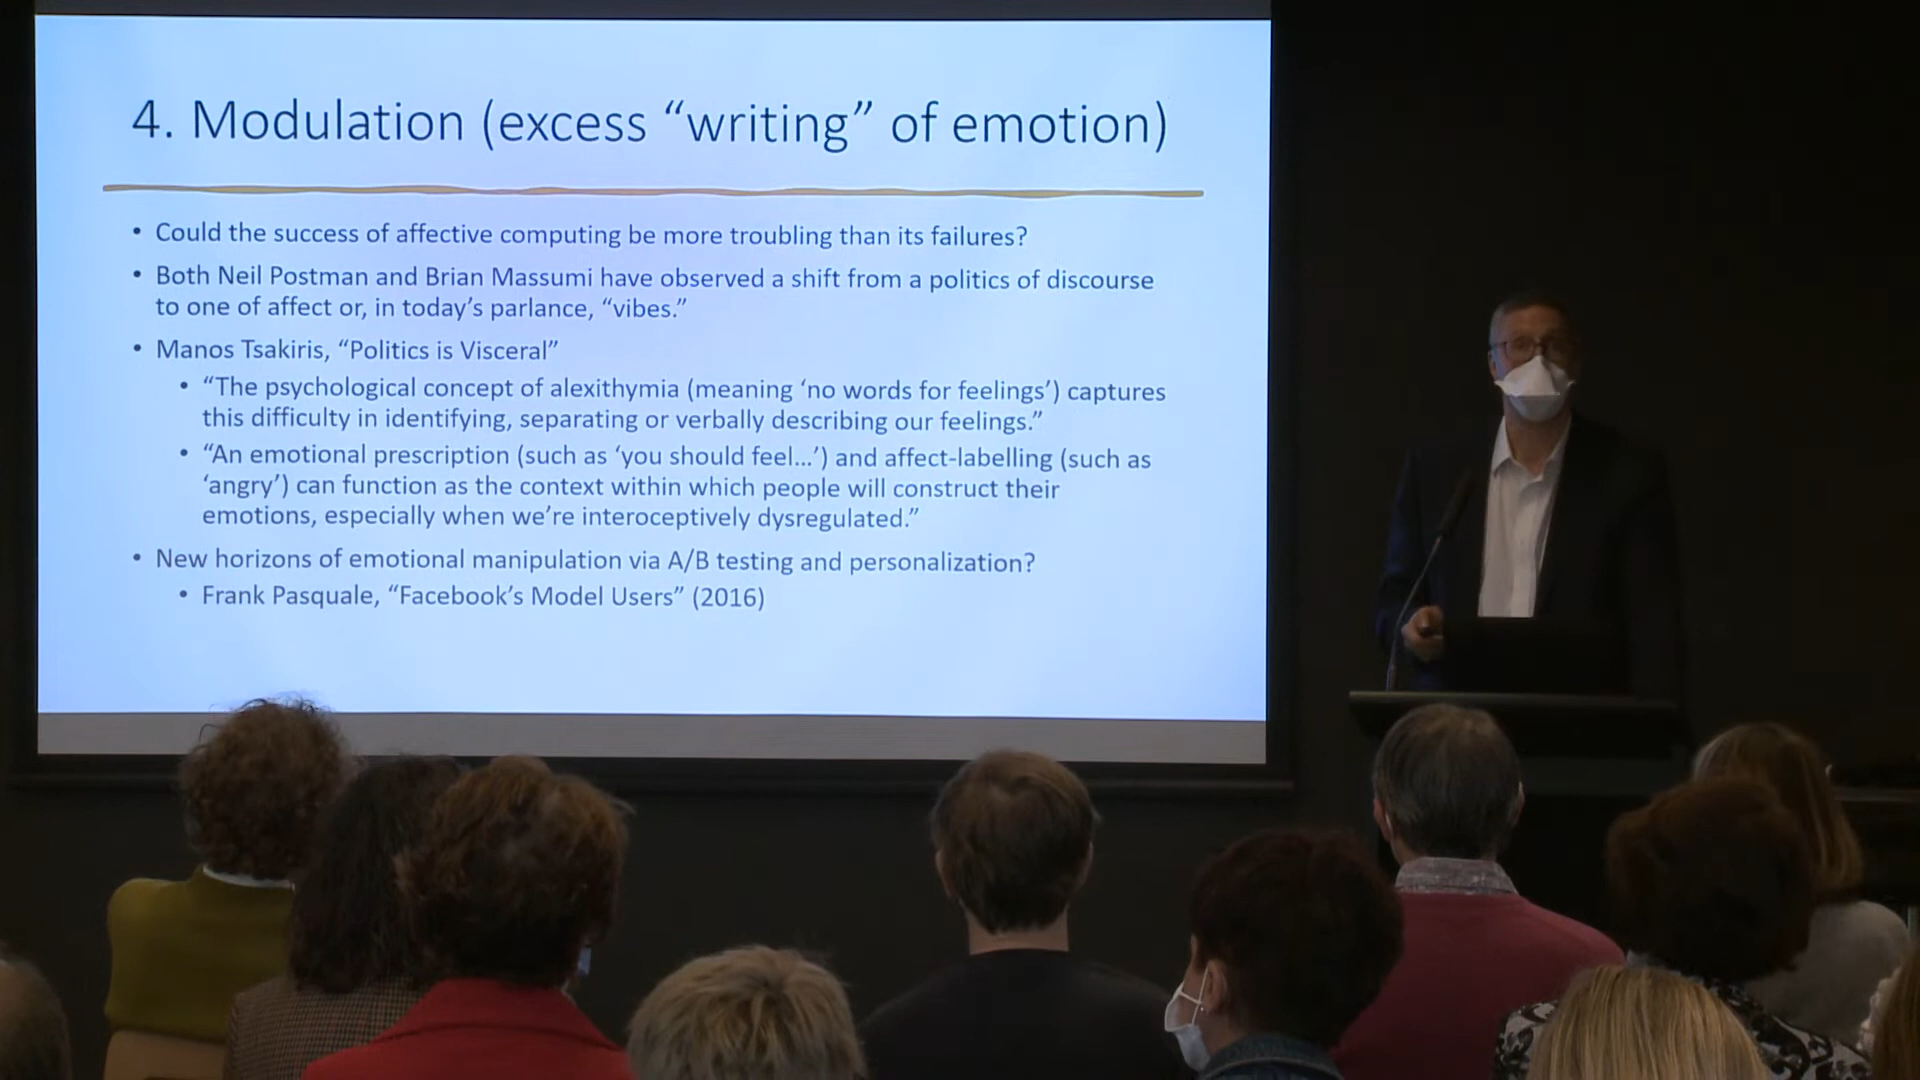 4. Modulation (excess “writing” of emotion)
• Could the success of affective computing be more troubling than its failures?
• Both Neil Postman and Brian Massumi have observed a shift from a politics of discourse
to one of affect or, in today’s parlance, “vibes.”
• Manos Tsakiris, “Politics is Visceral”
• “The psychological concept of alexithymia (meaning ‘no words for feelings’) captures
this difficulty in identifying, separating or verbally describing our feelings.”
• “An emotional prescription (such as ‘you should feel...’) and affect-labelling (such as
‘angry’) can function as the context within which people will construct their
emotions, especially when we’re interoceptively dysregulated.”
• New horizons of emotional manipulation via A/B testing and personalization?
• Frank Pasquale, “Facebook’s Model Users” (2016)